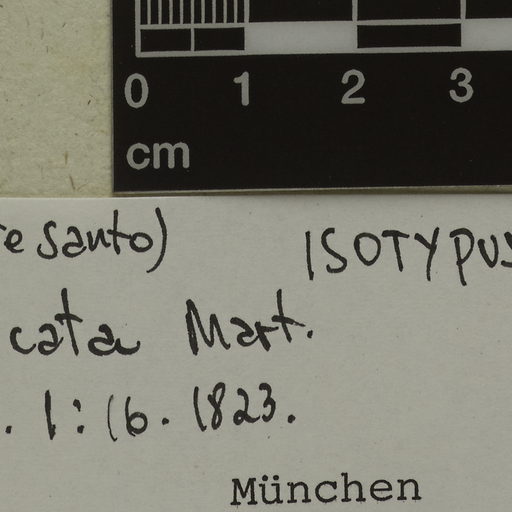 0 1 2 3
cm
e Santo) ISOTYPUS
cata Mart.
. 1:16. 1823.
München